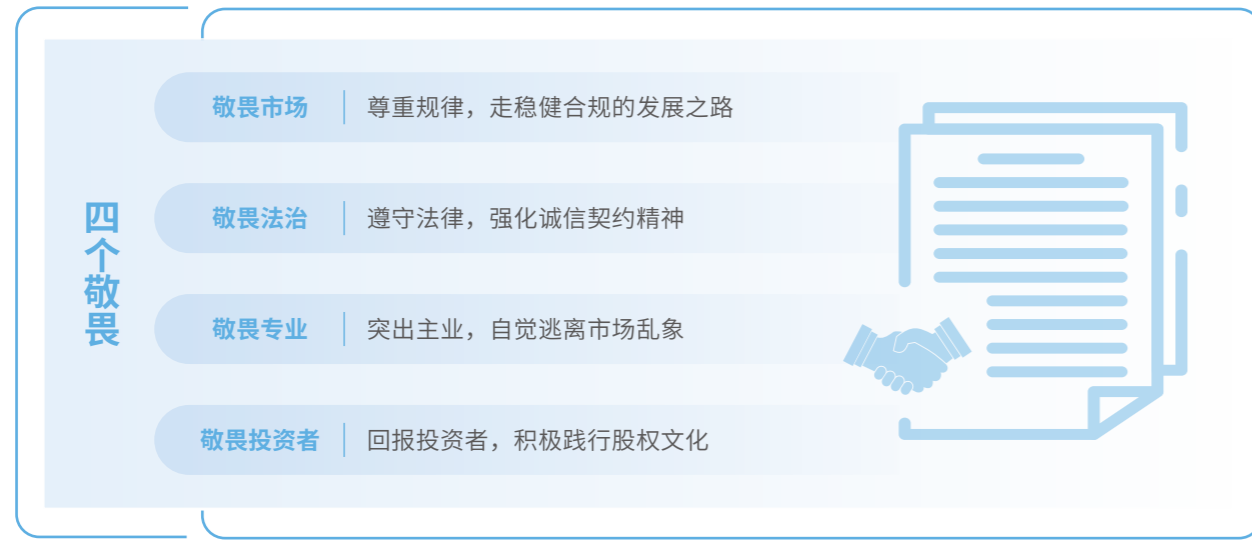 四个敬畏
敬畏市场 尊重规律，走稳健合规的发展之路
敬畏法治 遵守法律，强化诚信契约精神
敬畏专业 突出主业，自觉逃离市场乱象
敬畏投资者 回报投资者，积极践行股权文化